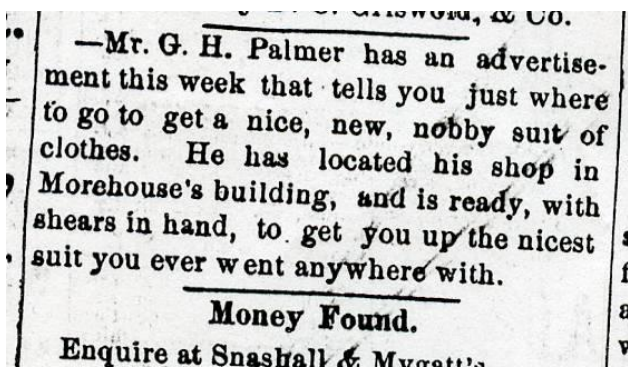 Griswold, & Co.
—Mr. G. H. Palmer has an advertise-
ment this week that tells you just where
to go to get a nice, new, nobby suit of
clothes. He has located his shop in
Morehouse's building, and is ready, with
shears in hand, to get you up the nicest
suit you ever went anywhere with.
Money Found.
Enquire at Snashall & Mygatt's